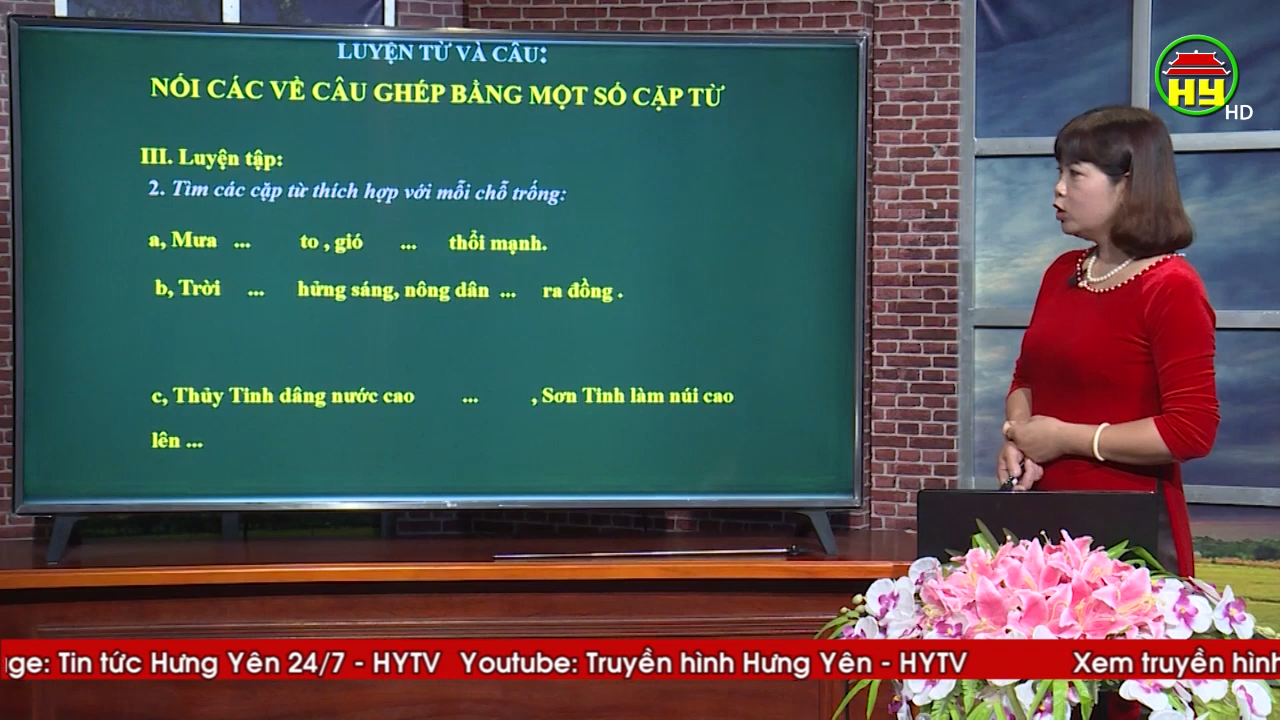 LUYỆN TỪ VÀ CÂU:
NỐI CÁC VẾ CÂU GHÉP BẰNG MỘT SỐ CẶP TỪ
III. Luyện tập:
2. Tìm các cặp từ thích hợp với mỗi chỗ trống:
a, Mưa ... to , gió ... thổi mạnh.
b, Trời ... hửng sáng, nông dân ... ra đồng .
c, Thủy Tinh dâng nước cao ... , Sơn Tinh làm núi cao
lên ...
HY
HD
age: Tin tức Hưng Yên 24/7 - HYTV Youtube: Truyền hình Hưng Yên - HYTV Xem truyền hình